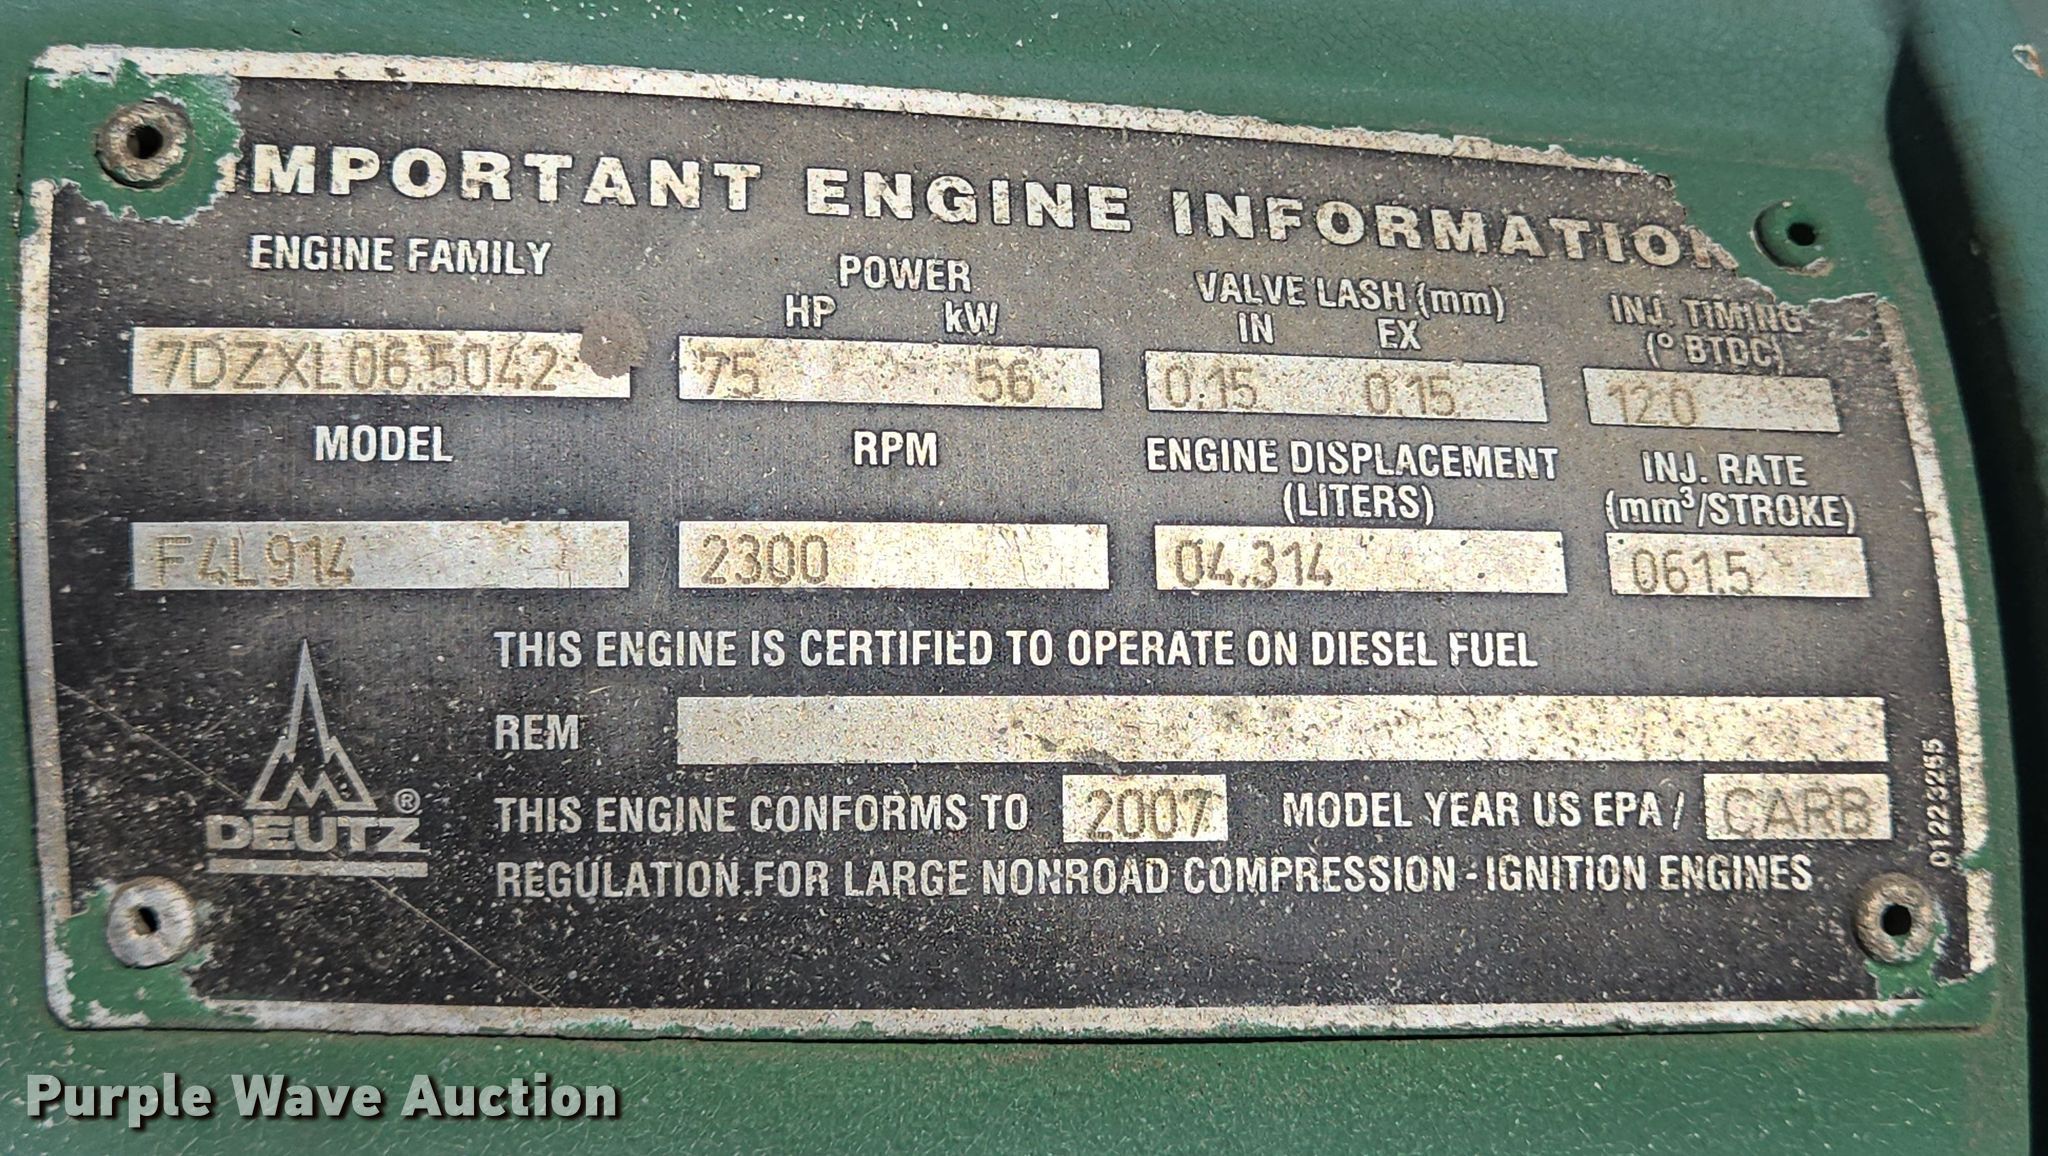 IMPORTANT ENGINE INFORMATION
ENGINE FAMILY
POWER
HP kW
VALVE LASH (mm)
IN EX
INJ. TIMING
(° BTDC)
7DZXL06.5042
75 56
0.15 0.15
12.0
MODEL
RPM
ENGINE DISPLACEMENT
(LITERS)
INJ. RATE
(mm³/STROKE)
F4L914
2300
04.314
061.5
THIS ENGINE IS CERTIFIED TO OPERATE ON DIESEL FUEL
REM
THIS ENGINE CONFORMS TO 2007 MODEL YEAR US EPA / CARB
REGULATION FOR LARGE NONROAD COMPRESSION - IGNITION ENGINES
DEUTZ ®
0122 3255
Purple Wave Auction